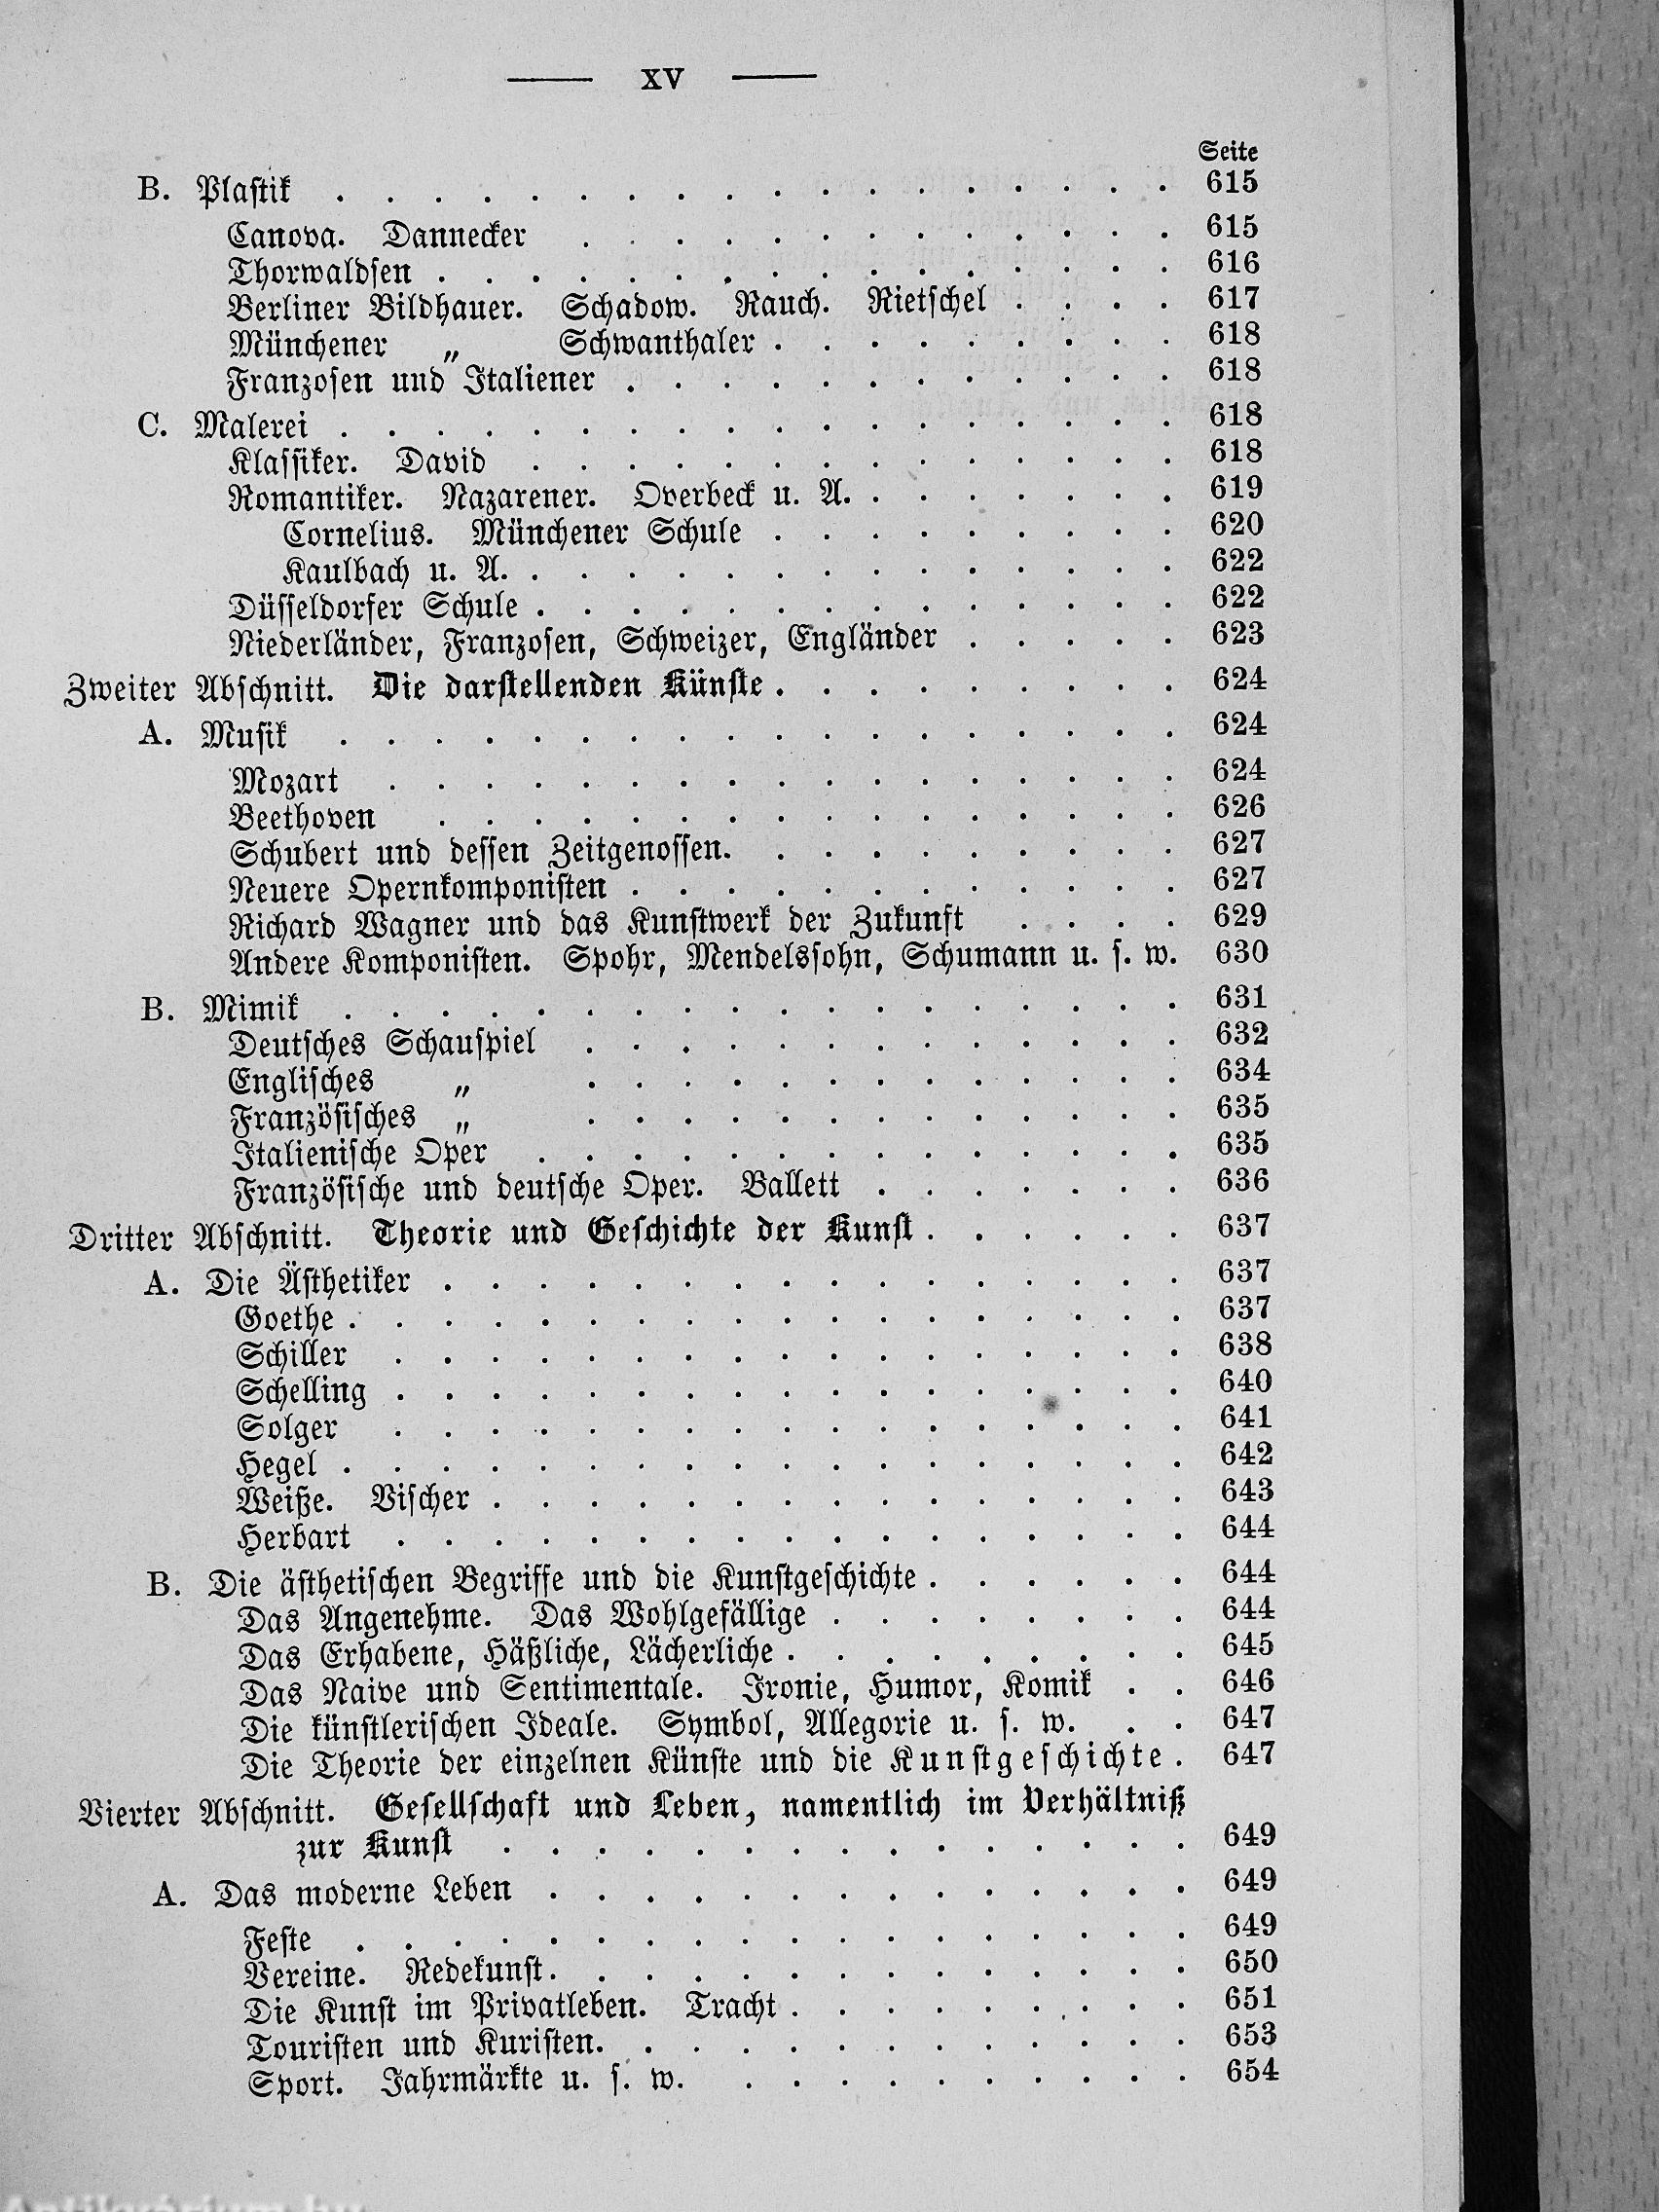 XV
Seite
B. Plastik . . . . . . . . . . . . . . . . . . 615
Canova. Dannecker . . . . . . . . . . . . . 615
Thorwaldsen . . . . . . . . . . . . . . . . 616
Berliner Bildhauer. Schadow. Rauch. Rietschel . . . . 617
Münchener „ Schwanthaler . . . . . . . . . 618
Franzosen und Italiener . . . . . . . . . . . . 618
C. Malerei . . . . . . . . . . . . . . . . . . 618
Klassiker. David . . . . . . . . . . . . . . 618
Romantiker. Nazarener. Overbeck u. A. . . . . . . . 619
Cornelius. Münchener Schule . . . . . . . . . 620
Kaulbach u. A. . . . . . . . . . . . . . . . 622
Düsseldorfer Schule . . . . . . . . . . . . . . 622
Niederländer, Franzosen, Schweizer, Engländer . . . . . 623
Zweiter Abschnitt. Die darstellenden Künste . . . . . . . . . 624
A. Musik . . . . . . . . . . . . . . . . . . 624
Mozart . . . . . . . . . . . . . . . . . 624
Beethoven . . . . . . . . . . . . . . . . 626
Schubert und dessen Zeitgenossen. . . . . . . . . . 627
Neuere Opernkomponisten . . . . . . . . . . . . 627
Richard Wagner und das Kunstwerk der Zukunft . . . . 629
Andere Komponisten. Spohr, Mendelssohn, Schumann u. s. w. 630
B. Mimik . . . . . . . . . . . . . . . . . . 631
Deutsches Schauspiel . . . . . . . . . . . . . 632
Englisches „ . . . . . . . . . . . . . 634
Französisches „ . . . . . . . . . . . . . 635
Italienische Oper . . . . . . . . . . . . . . 635
Französische und deutsche Oper. Ballett . . . . . . . 636
Dritter Abschnitt. Theorie und Geschichte der Kunst . . . . . . 637
A. Die Ästhetiker . . . . . . . . . . . . . . . . 637
Goethe . . . . . . . . . . . . . . . . . . 637
Schiller . . . . . . . . . . . . . . . . . 638
Schelling . . . . . . . . . . . . . . . . . 640
Solger . . . . . . . . . . . . . . . . . 641
Hegel . . . . . . . . . . . . . . . . . . 642
Weiße. Vischer . . . . . . . . . . . . . . . 643
Herbart . . . . . . . . . . . . . . . . . 644
B. Die ästhetischen Begriffe und die Kunstgeschichte . . . . . . 644
Das Angenehme. Das Wohlgefällige . . . . . . . . 644
Das Erhabene, Häßliche, Lächerliche . . . . . . . . . 645
Das Naive und Sentimentale. Ironie, Humor, Komik . . 646
Die künstlerischen Ideale. Symbol, Allegorie u. s. w. . . 647
Die Theorie der einzelnen Künste und die Kunstgeschichte . 647
Vierter Abschnitt. Gesellschaft und Leben, namentlich im Verhältniß
zur Kunst . . . . . . . . . . . . . . . 649
A. Das moderne Leben . . . . . . . . . . . . . . 649
Feste . . . . . . . . . . . . . . . . . . 649
Vereine. Redekunst. . . . . . . . . . . . . . 650
Die Kunst im Privatleben. Tracht . . . . . . . . . 651
Touristen und Kuristen. . . . . . . . . . . . . 653
Sport. Jahrmärkte u. s. w. . . . . . . . . . . 654